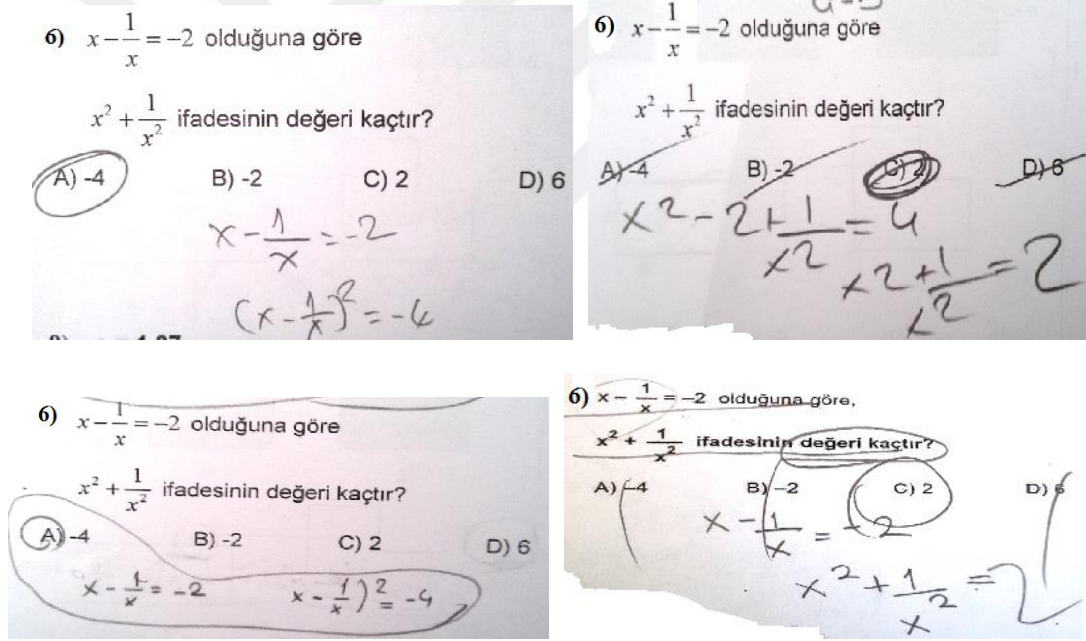 6) x - 1/x = -2 olduğuna göre
x² + 1/x² ifadesinin değeri kaçtır?
A) -4 B) -2 C) 2 D) 6
x - 1/x = -2
(x - 1/x)² = -4
6) x - 1/x = -2 olduğuna göre
x² + 1/x² ifadesinin değeri kaçtır?
A) -4 B) -2 C) 2 D) 6
x² - 2 + 1/x² = 4
x² + 1/x² = 2
6) x - 1/x = -2 olduğuna göre
x² + 1/x² ifadesinin değeri kaçtır?
A) -4 B) -2 C) 2 D) 6
x - 1/x = -2 x - 1/x)² = -4
6) x - 1/x = -2 olduğuna göre,
x² + 1/x² ifadesinin değeri kaçtır?
A) -4 B) -2 C) 2 D) 6
x - 1/x = -2
x² + 1/x² = 2